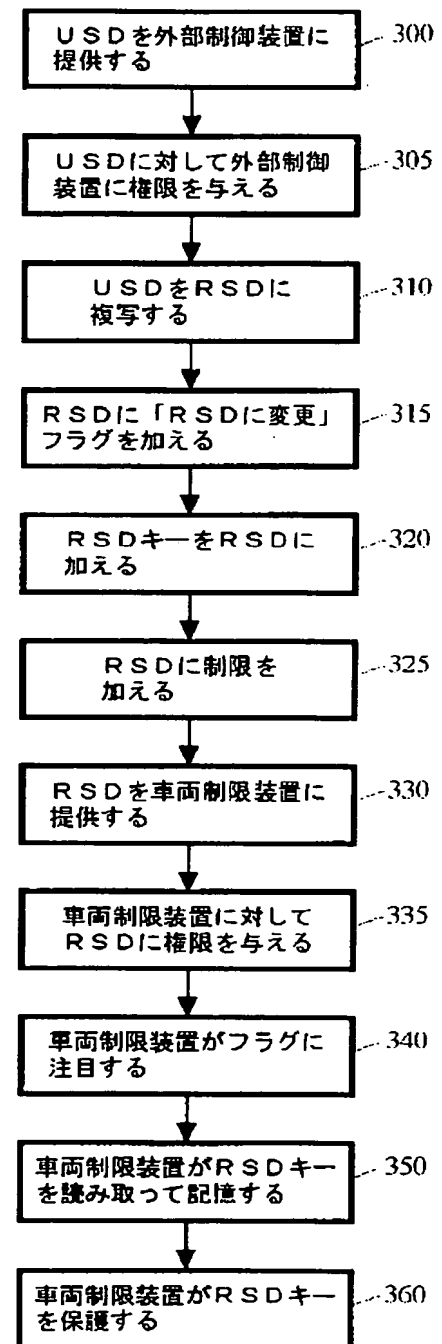 USDを外部制御装置に
提供する
300
USDに対して外部制御
装置に権限を与える
305
USDをRSDに
複写する
310
RSDに「RSDに変更」
フラグを加える
315
RSDキーをRSDに
加える
320
RSDに制限を
加える
325
RSDを車両制限装置に
提供する
330
車両制限装置に対して
RSDに権限を与える
335
車両制限装置がフラグに
注目する
340
車両制限装置がRSDキー
を読み取って記憶する
350
車両制限装置がRSDキー
を保護する
360